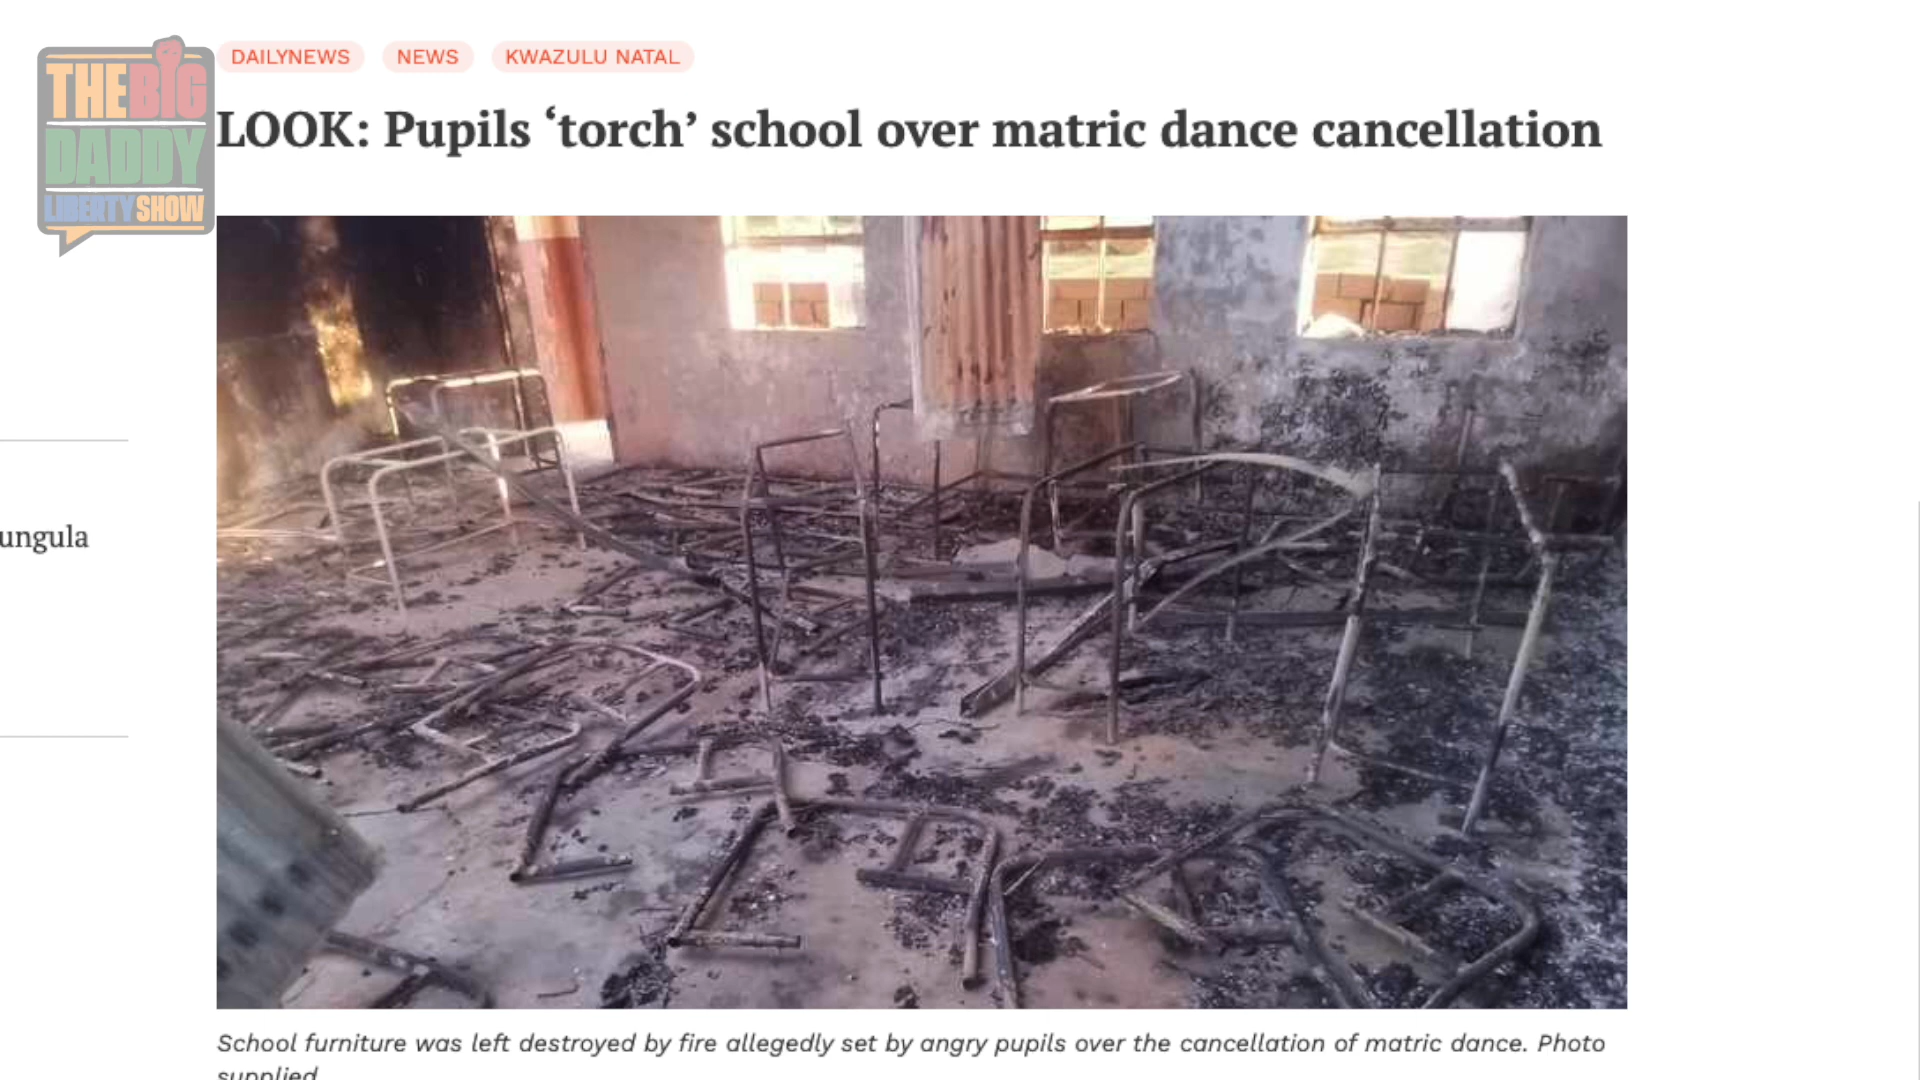 THE BIG
DADDY
LIBERTY SHOW
DAILYNEWS NEWS KWAZULU NATAL
LOOK: Pupils ‘torch’ school over matric dance cancellation
ungula
School furniture was left destroyed by fire allegedly set by angry pupils over the cancellation of matric dance. Photo
supplied